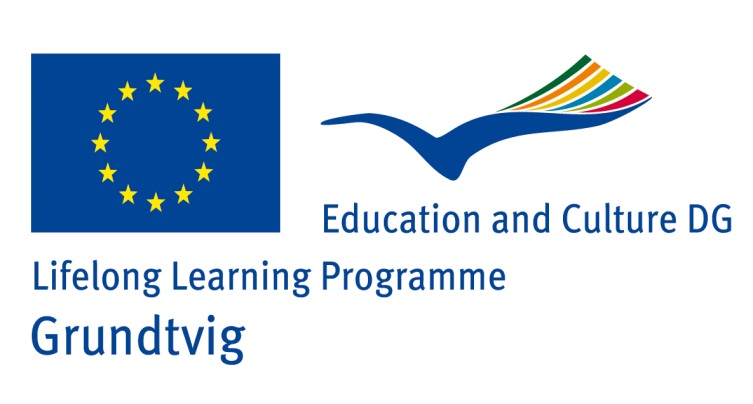 Education and Culture DG
Lifelong Learning Programme
Grundtvig